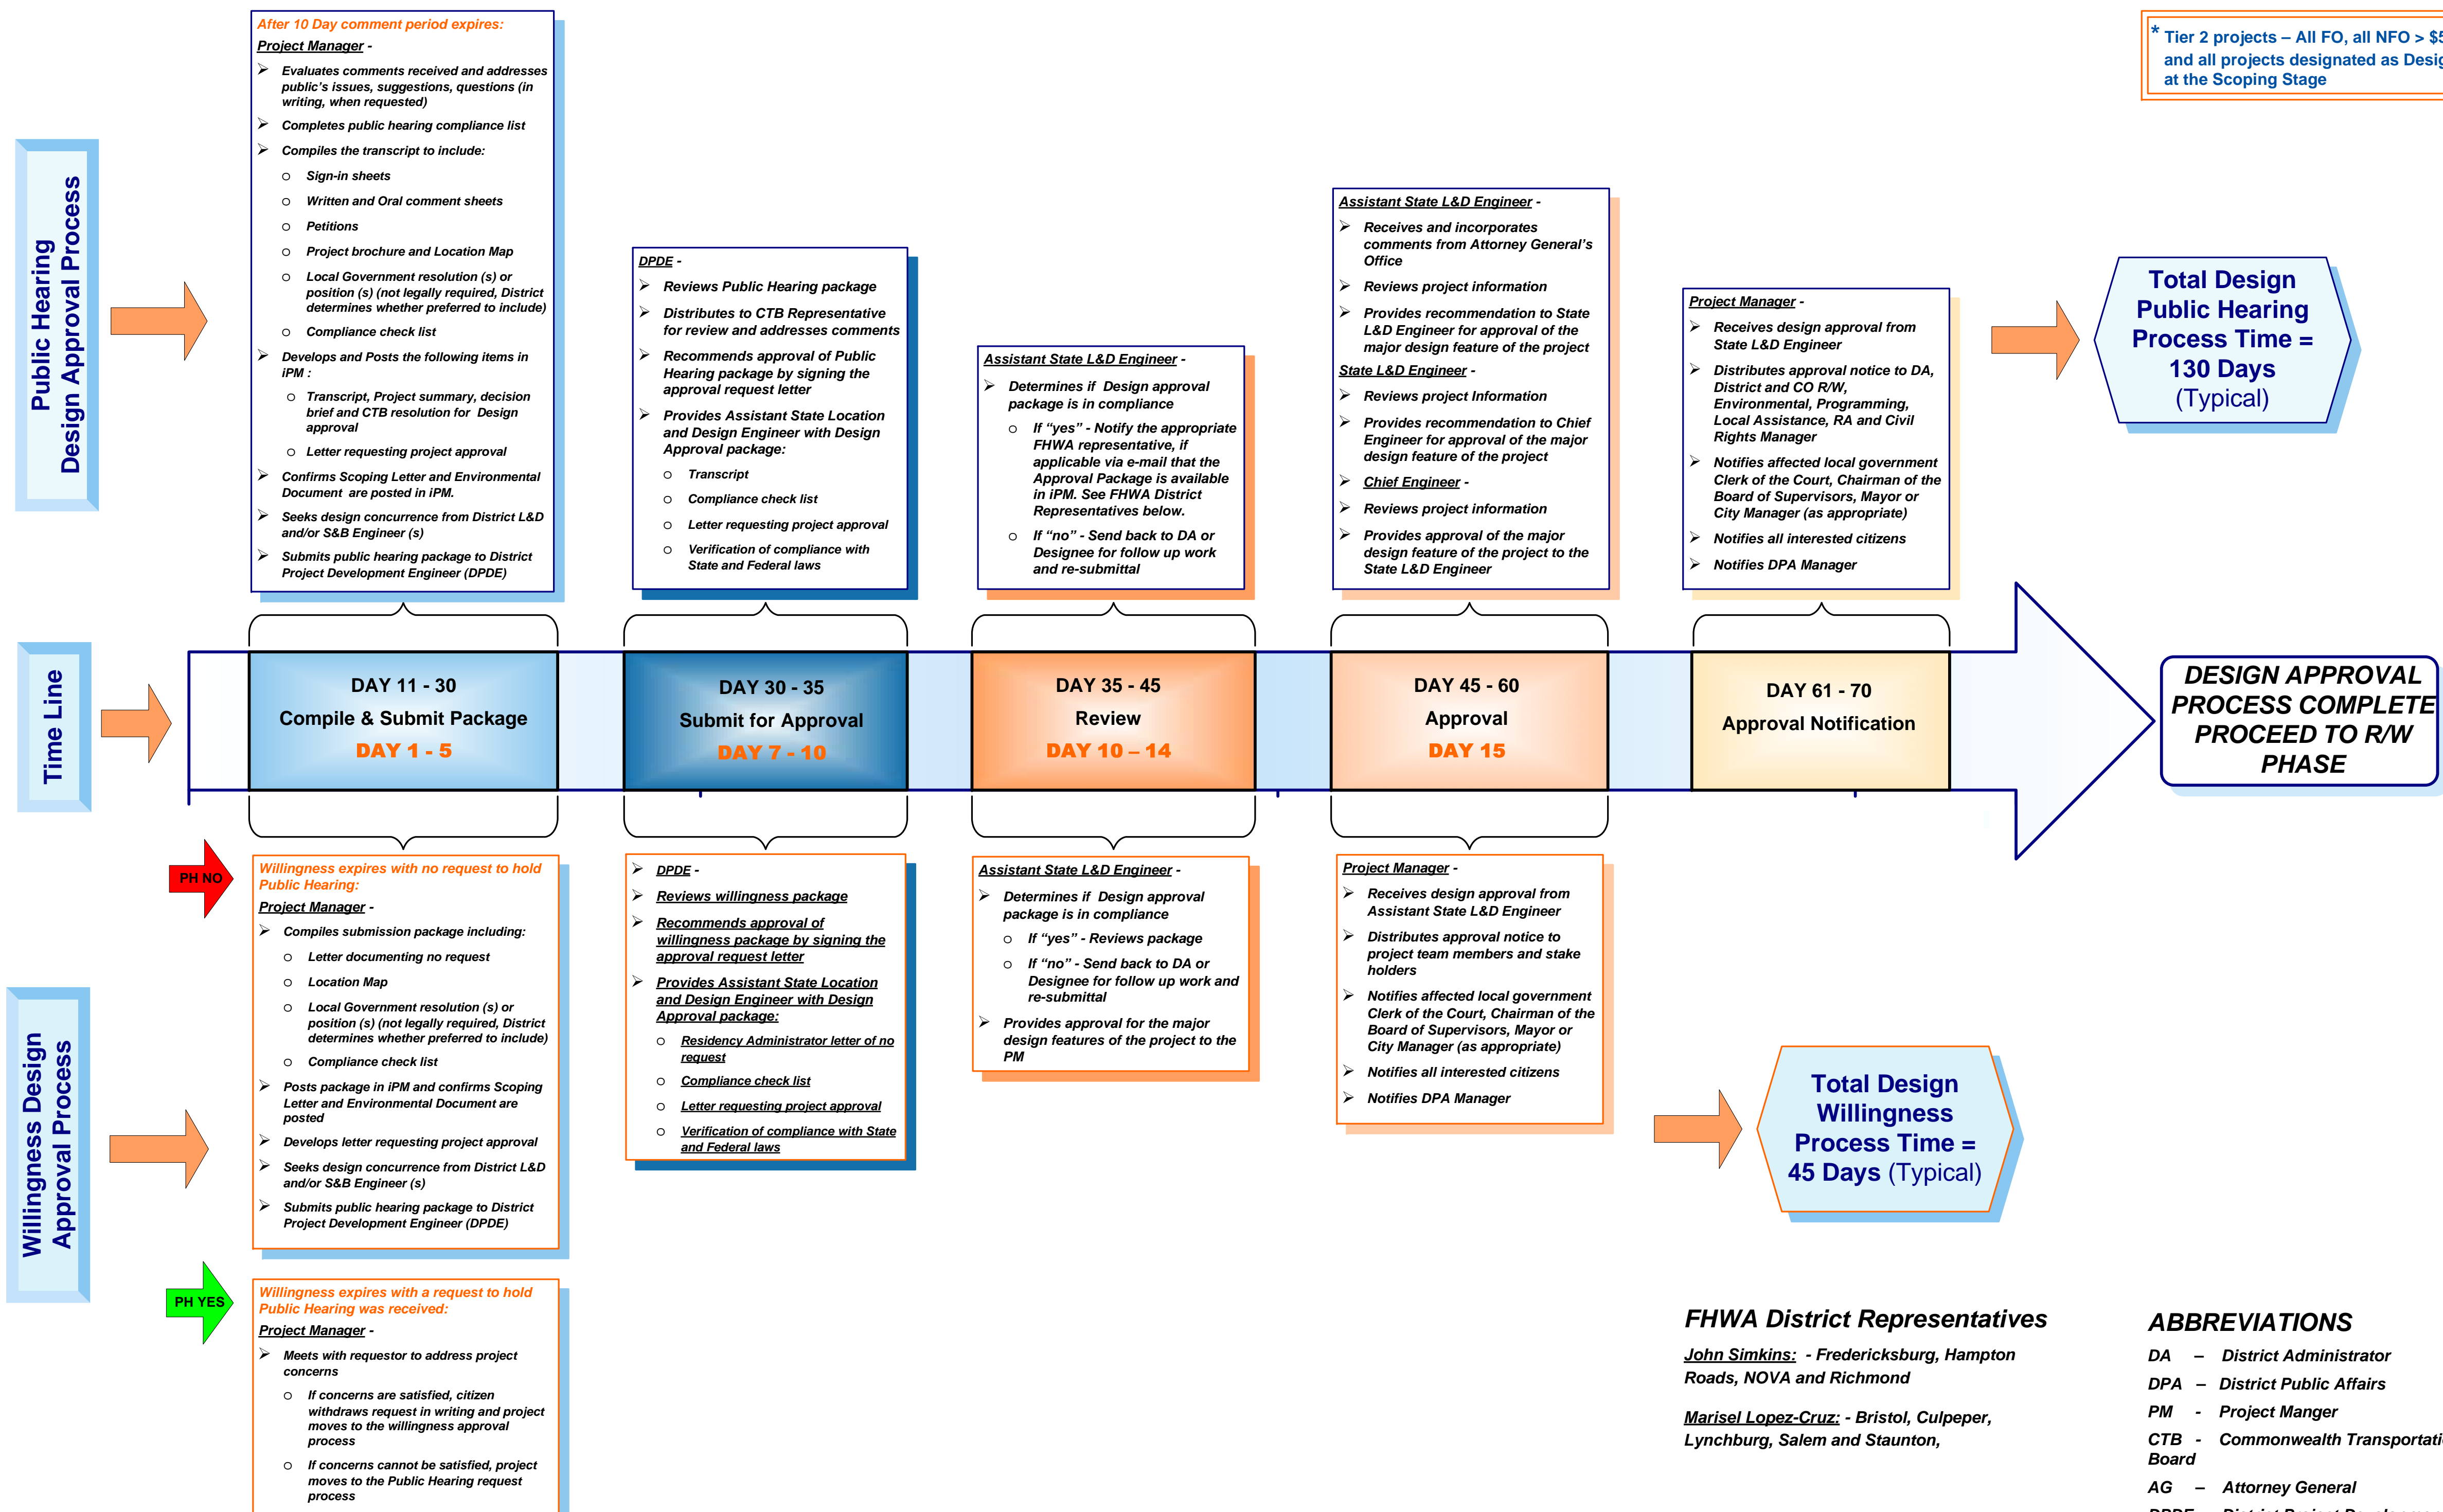 After 10 Day comment period expires:
Project Manager -
➢ Evaluates comments received and addresses
public's issues, suggestions, questions (in
writing, when requested)
➢ Completes public hearing compliance list
➢ Compiles the transcript to include:
o Sign-in sheets
o Written and Oral comment sheets
o Petitions
o Project brochure and Location Map
o Local Government resolution (s) or
position (s) (not legally required, District
determines whether preferred to include)
o Compliance check list
➢ Develops and Posts the following items in
iPM :
o Transcript, Project summary, decision
brief and CTB resolution for Design
approval
o Letter requesting project approval
➢ Confirms Scoping Letter and Environmental
Document are posted in iPM.
➢ Seeks design concurrence from District L&D
and/or S&B Engineer (s)
➢ Submits public hearing package to District
Project Development Engineer (DPDE)
* Tier 2 projects – All FO, all NFO > $5
and all projects designated as
at the Scoping Stage
Public Hearing
Design Approval Process
DPDE -
➢ Reviews Public Hearing package
➢ Distributes to CTB Representative
for review and addresses comments
➢ Recommends approval of Public
Hearing package by signing the
approval request letter
➢ Provides Assistant State Location
and Design Engineer with Design
Approval package:
o Transcript
o Compliance check list
o Letter requesting project approval
o Verification of compliance with
State and Federal laws
Assistant State L&D Engineer -
➢ Determines if Design approval
package is in compliance
o If “yes” - Notify the appropriate
FHWA representative, if
applicable via e-mail that the
Approval Package is available
in iPM. See FHWA District
Representatives below.
o If “no” - Send back to DA or
Designee for follow up work
and re-submittal
Assistant State L&D Engineer -
➢ Receives and incorporates
comments from Attorney General’s
Office
➢ Reviews project information
➢ Provides recommendation to State
L&D Engineer for approval of the
major design feature of the project
State L&D Engineer -
➢ Reviews project Information
➢ Provides recommendation to Chief
Engineer for approval of the major
design feature of the project
➢ Chief Engineer -
➢ Reviews project information
➢ Provides approval of the major
design feature of the project to the
State L&D Engineer
Project Manager -
➢ Receives design approval from
State L&D Engineer
➢ Distributes approval notice to DA,
District and CO R/W,
Environmental, Programming,
Local Assistance, RA and Civil
Rights Manager
➢ Notifies affected local government
Clerk of the Court, Chairman of the
Board of Supervisors, Mayor or
City Manager (as appropriate)
➢ Notifies all interested citizens
➢ Notifies DPA Manager
Total Design
Public Hearing
Process Time =
130 Days
(Typical)
Time Line
DAY 11 - 30
Compile & Submit Package
DAY 1 - 5
DAY 30 - 35
Submit for Approval
DAY 7 - 10
DAY 35 - 45
Review
DAY 10 – 14
DAY 45 - 60
Approval
DAY 15
DAY 61 - 70
Approval Notification
DESIGN APPROVAL
PROCESS COMPLETE
PROCEED TO R/W
PHASE
PH NO
Willingness Design
Approval Process
Willingness expires with no request to hold
Public Hearing:
Project Manager -
➢ Compiles submission package including:
o Letter documenting no request
o Location Map
o Local Government resolution (s) or
position (s) (not legally required, District
determines whether preferred to include)
o Compliance check list
➢ Posts package in iPM and confirms Scoping
Letter and Environmental Document are
posted
➢ Develops letter requesting project approval
➢ Seeks design concurrence from District L&D
and/or S&B Engineer (s)
➢ Submits public hearing package to District
Project Development Engineer (DPDE)
➢ DPDE -
➢ Reviews willingness package
➢ Recommends approval of
willingness package by signing the
approval request letter
➢ Provides Assistant State Location
and Design Engineer with Design
Approval package:
o Residency Administrator letter of no
request
o Compliance check list
o Letter requesting project approval
o Verification of compliance with State
and Federal laws
Assistant State L&D Engineer -
➢ Determines if Design approval
package is in compliance
o If “yes” - Reviews package
o If “no” - Send back to DA or
Designee for follow up work and
re-submittal
➢ Provides approval for the major
design features of the project to the
PM
Project Manager -
➢ Receives design approval from
Assistant State L&D Engineer
➢ Distributes approval notice to
project team members and stake
holders
➢ Notifies affected local government
Clerk of the Court, Chairman of the
Board of Supervisors, Mayor or
City Manager (as appropriate)
➢ Notifies all interested citizens
➢ Notifies DPA Manager
Total Design
Willingness
Process Time =
45 Days (Typical)
PH YES
Willingness expires with a request to hold
Public Hearing was received:
Project Manager -
➢ Meets with requestor to address project
concerns
o If concerns are satisfied, citizen
withdraws request in writing and project
moves to the willingness approval
process
o If concerns cannot be satisfied, project
moves to the Public Hearing request
process
FHWA District Representatives
John Simkins: - Fredericksburg, Hampton
Roads, NOVA and Richmond
Marisel Lopez-Cruz: - Bristol, Culpeper,
Lynchburg, Salem and Staunton,
ABBREVIATIONS
DA – District Administrator
DPA – District Public Affairs
PM - Project Manger
CTB - Commonwealth
Board
AG – Attorney General